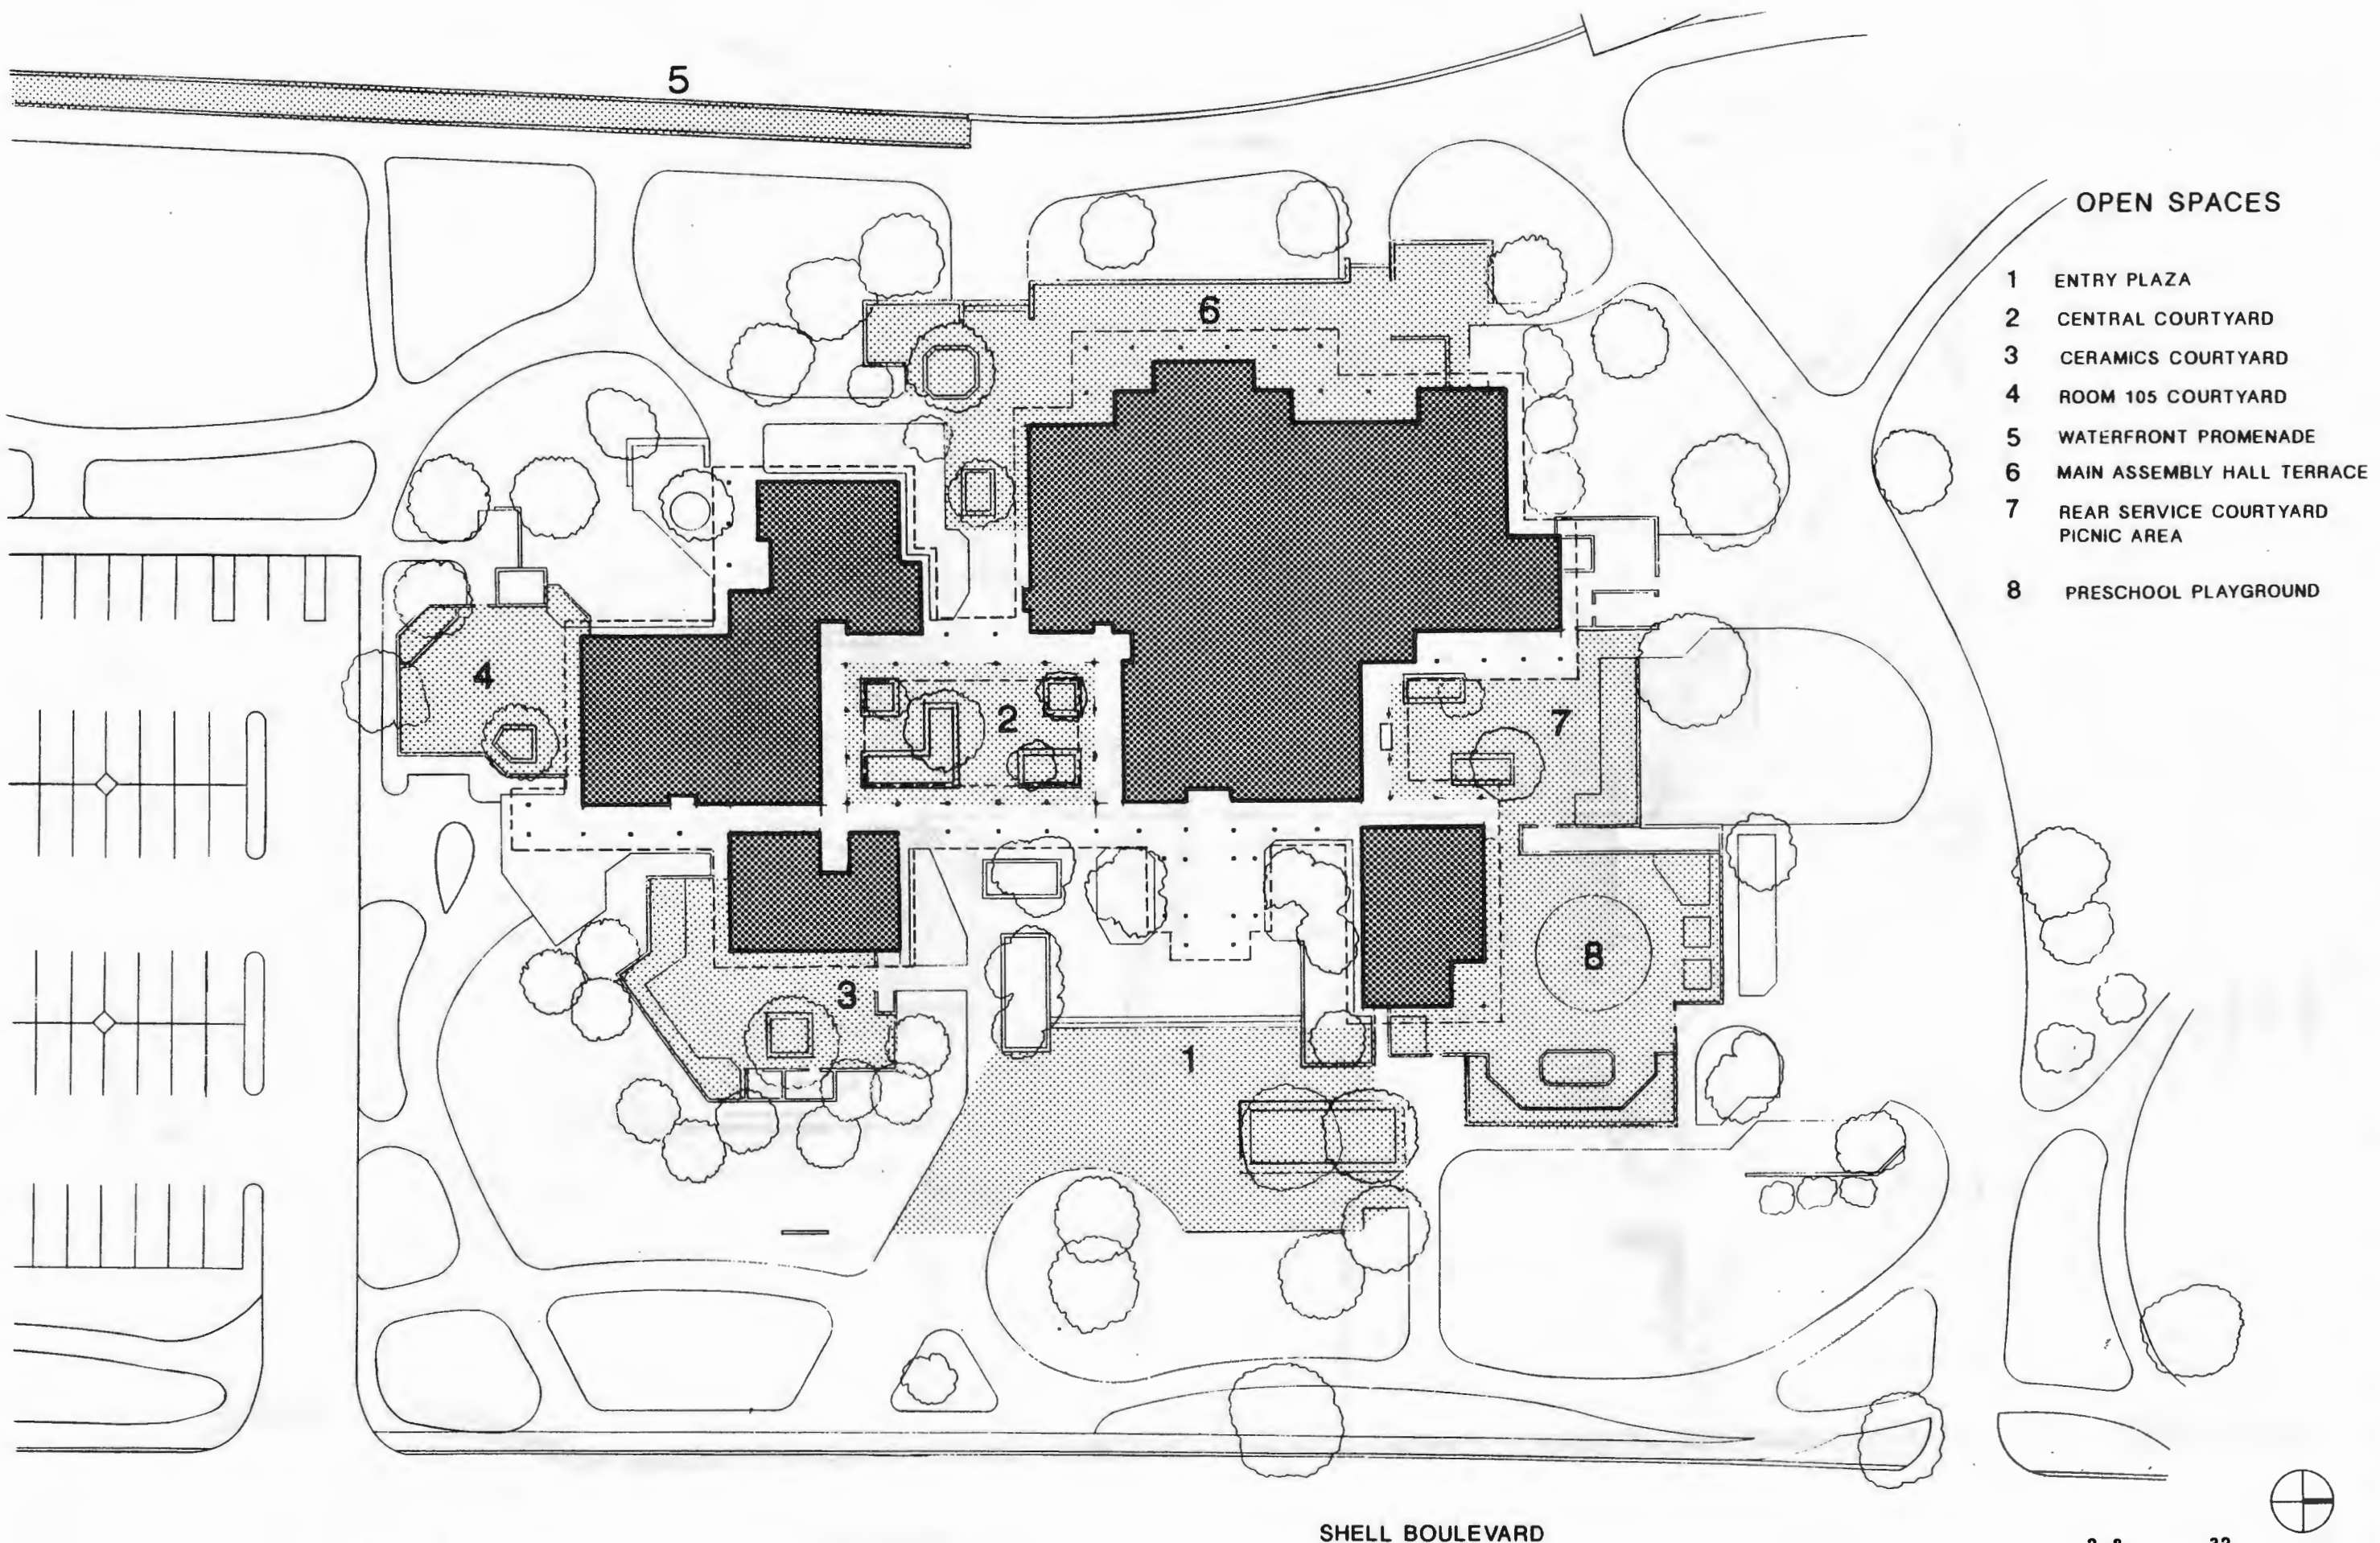 5
OPEN SPACES
1 ENTRY PLAZA
2 CENTRAL COURTYARD
3 CERAMICS COURTYARD
4 ROOM 105 COURTYARD
5 WATERFRONT PROMENADE
6 MAIN ASSEMBLY HALL TERRACE
7 REAR SERVICE COURTYARD
PICNIC AREA
8 PRESCHOOL PLAYGROUND
6
4
2
7
8
3
1
SHELL BOULEVARD